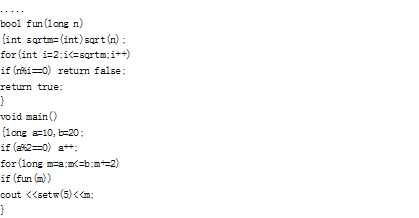 .....
bool fun(long n)
{int sqrtm=(int)sqrt(n);
for(int i=2;i<=sqrtm;i++)
if(n%i==0) return false;
return true;
}
void main()
{long a=10,b=20;
if(a%2==0) a++;
for(long m=a;m<=b;m+=2)
if(fun(m))
cout <<setw(5)<<m;
}